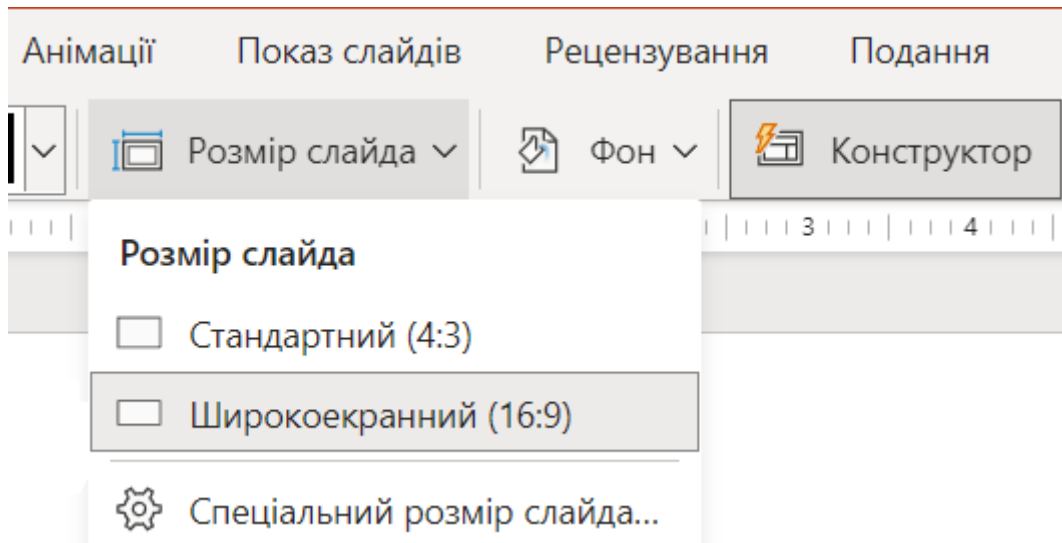 Анімації Показ слайдів Рецензування Подання
Розмір слайда Фон Конструктор
3 4
Розмір слайда
Стандартний (4:3)
Широкоекранний (16:9)
Спеціальний розмір слайда...